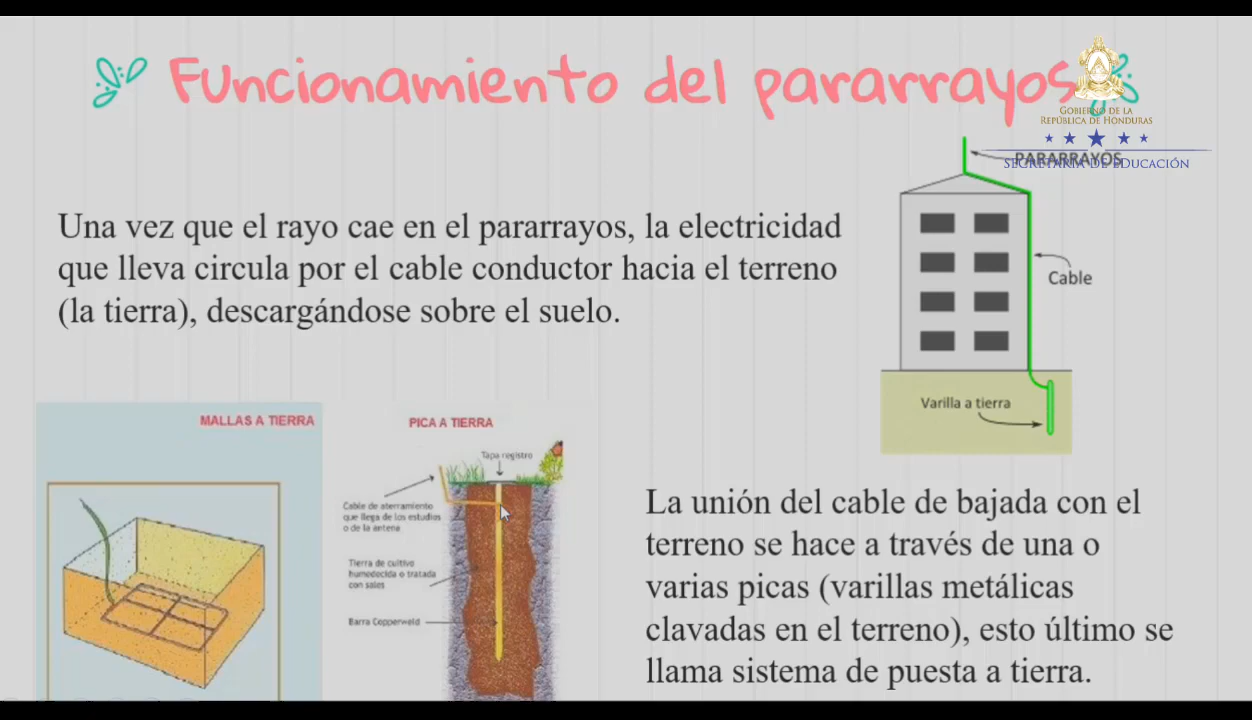 Funcionamiento del pararrayos
GOBIERNO DE LA
REPÚBLICA DE HONDURAS
SECRETARÍA DE EDUCACIÓN
PARARRAYOS
Una vez que el rayo cae en el pararrayos, la electricidad
que lleva circula por el cable conductor hacia el terreno
(la tierra), descargándose sobre el suelo.
Cable
Varilla a tierra
MALLAS A TIERRA
PICA A TIERRA
Tapa registro
Cable de aterramiento
que llega de los estudios
o de la antena
Tierra de cultivo
humedecida o tratada
con sales
Barra Copperweld
La unión del cable de bajada con el
terreno se hace a través de una o
varias picas (varillas metálicas
clavadas en el terreno), esto último se
llama sistema de puesta a tierra.